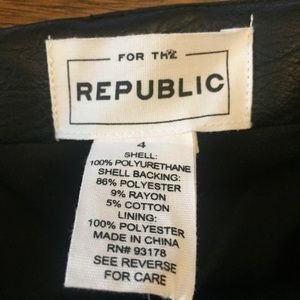 FOR THE
REPUBLIC
4
SHELL:
100% POLYURETHANE
SHELL BACKING:
86% POLYESTER
9% RAYON
5% COTTON
LINING:
100% POLYESTER
MADE IN CHINA
RN# 93178
SEE REVERSE
FOR CARE